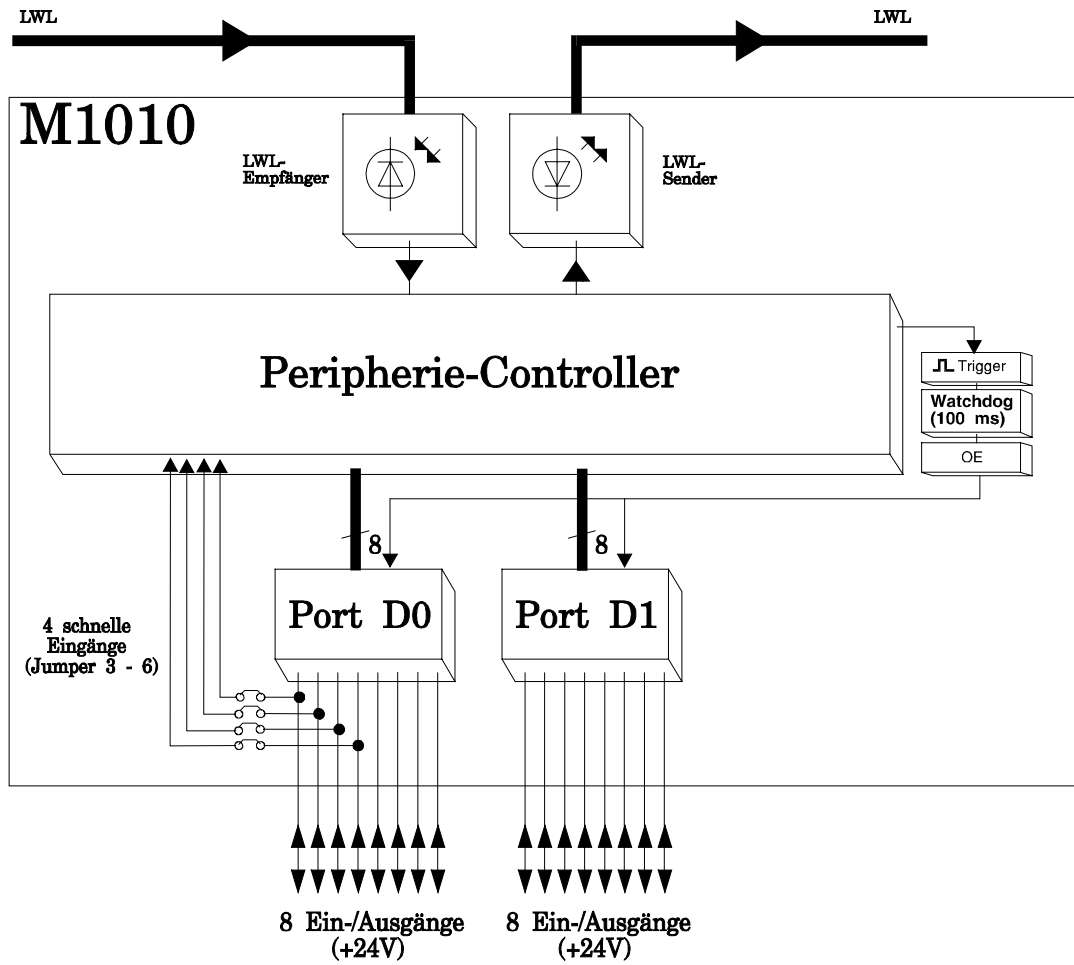 LWL
LWL
M1010
LWL-
Empfänger
LWL-
Sender
Peripherie-Controller
Trigger
Watchdog
(100 ms)
OE
8
8
Port D0
Port D1
4 schnelle
Eingänge
(Jumper 3 - 6)
8 Ein-/Ausgänge
(+24V)
8 Ein-/Ausgänge
(+24V)